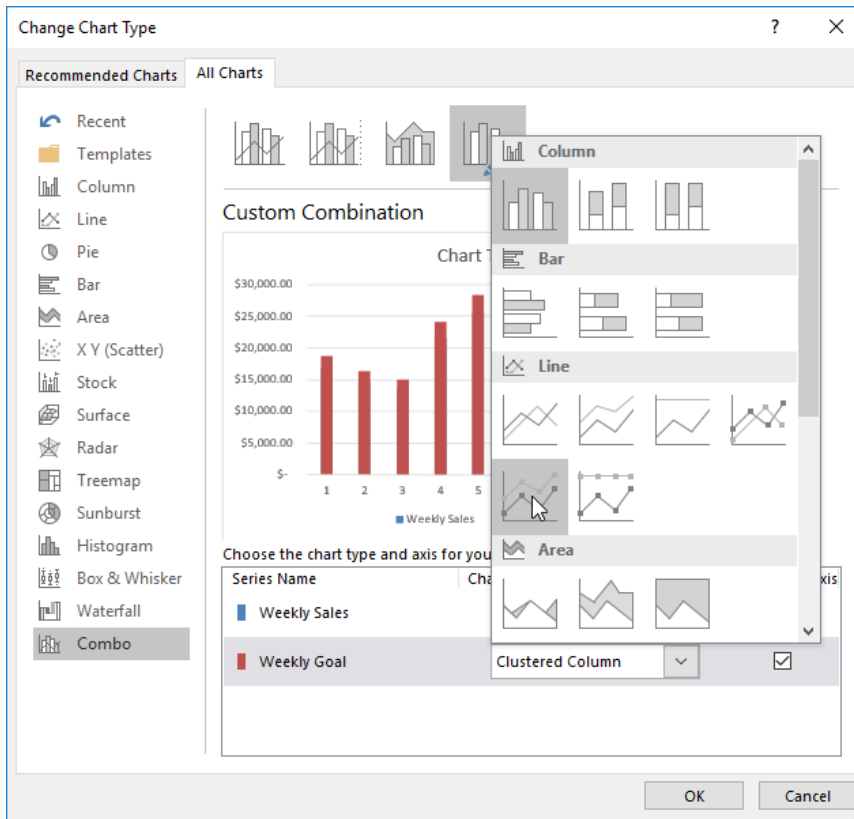 Change Chart Type
?
Recommended Charts
All Charts
Recent
Templates
Column
Line
Pie
Bar
Area
X Y (Scatter)
Stock
Surface
Radar
Treemap
Sunburst
Histogram
Box & Whisker
Waterfall
Combo
Custom Combination
Chart T
$30,000.00
$25,000.00
$20,000.00
$15,000.00
$10,000.00
$5,000.00
$-
1 2 3 4 5
Weekly Sales
Column
Bar
Line
Area
Choose the chart type and axis for you
Series Name Cha xis
Weekly Sales
Weekly Goal Clustered Column
OK Cancel